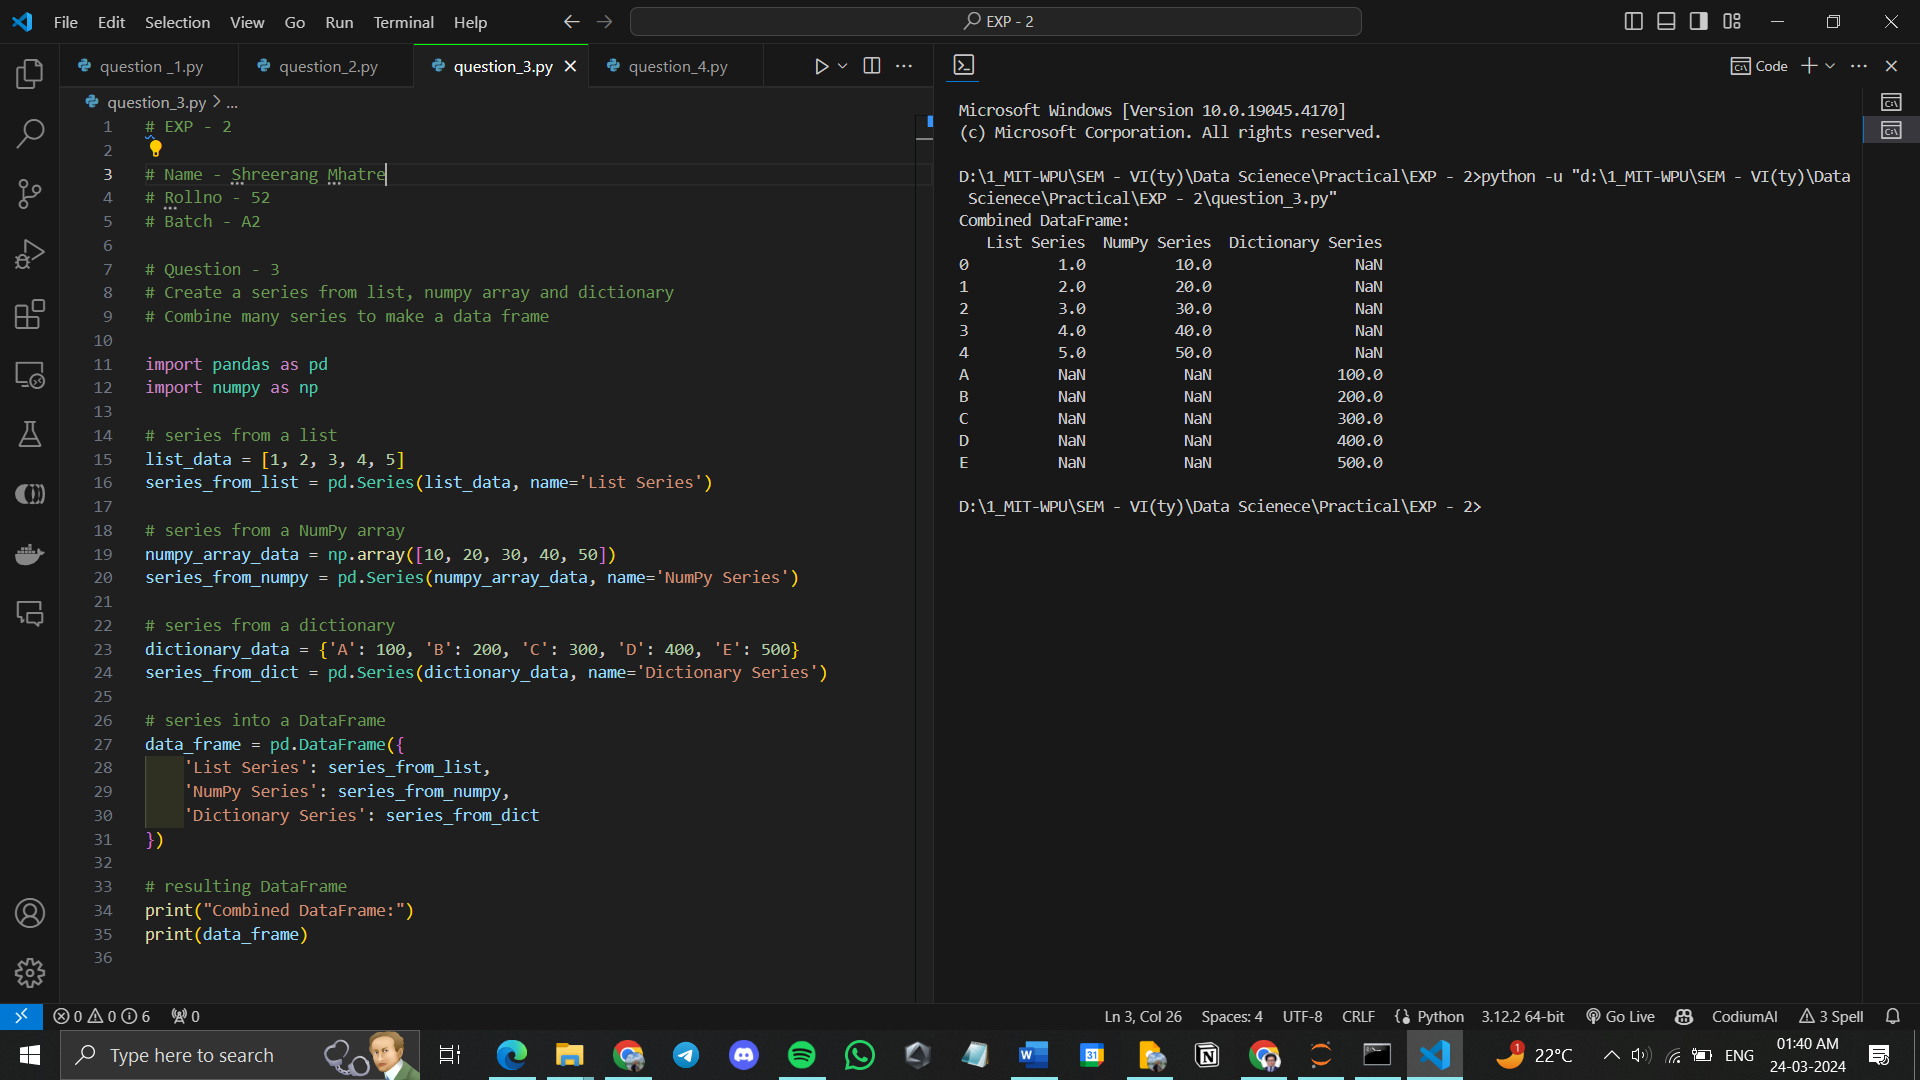 File Edit Selection View Go Run Terminal Help
EXP - 2
question _1.py
question_2.py
question_3.py
question_4.py
question_3.py > ...
1 # EXP - 2
2
3 # Name - Shreerang Mhatre
4 # Rollno - 52
5 # Batch - A2
6
7 # Question - 3
8 # Create a series from list, numpy array and dictionary
9 # Combine many series to make a data frame
10
11 import pandas as pd
12 import numpy as np
13
14 # series from a list
15 list_data = [1, 2, 3, 4, 5]
16 series_from_list = pd.Series(list_data, name='List Series')
17
18 # series from a NumPy array
19 numpy_array_data = np.array([10, 20, 30, 40, 50])
20 series_from_numpy = pd.Series(numpy_array_data, name='NumPy Series')
21
22 # series from a dictionary
23 dictionary_data = {'A': 100, 'B': 200, 'C': 300, 'D': 400, 'E': 500}
24 series_from_dict = pd.Series(dictionary_data, name='Dictionary Series')
25
26 # series into a DataFrame
27 data_frame = pd.DataFrame({
28 'List Series': series_from_list,
29 'NumPy Series': series_from_numpy,
30 'Dictionary Series': series_from_dict
31 })
32
33 # resulting DataFrame
34 print("Combined DataFrame:")
35 print(data_frame)
36
Code
Microsoft Windows [Version 10.0.19045.4170]
(c) Microsoft Corporation. All rights reserved.
D:\1_MIT-WPU\SEM - VI(ty)\Data Scienece\Practical\EXP - 2>python -u "d:\1_MIT-WPU\SEM - VI(ty)\Data
Scienece\Practical\EXP - 2\question_3.py"
Combined DataFrame:
List Series NumPy Series Dictionary Series
0 1.0 10.0 NaN
1 2.0 20.0 NaN
2 3.0 30.0 NaN
3 4.0 40.0 NaN
4 5.0 50.0 NaN
A NaN NaN 100.0
B NaN NaN 200.0
C NaN NaN 300.0
D NaN NaN 400.0
E NaN NaN 500.0
D:\1_MIT-WPU\SEM - VI(ty)\Data Scienece\Practical\EXP - 2>
0 0 6 0
Ln 3, Col 26 Spaces: 4 UTF-8 CRLF Python 3.12.2 64-bit Go Live CodiumAI 3 Spell
Type here to search
W
31
1
22°C
ENG
01:40 AM
24-03-2024